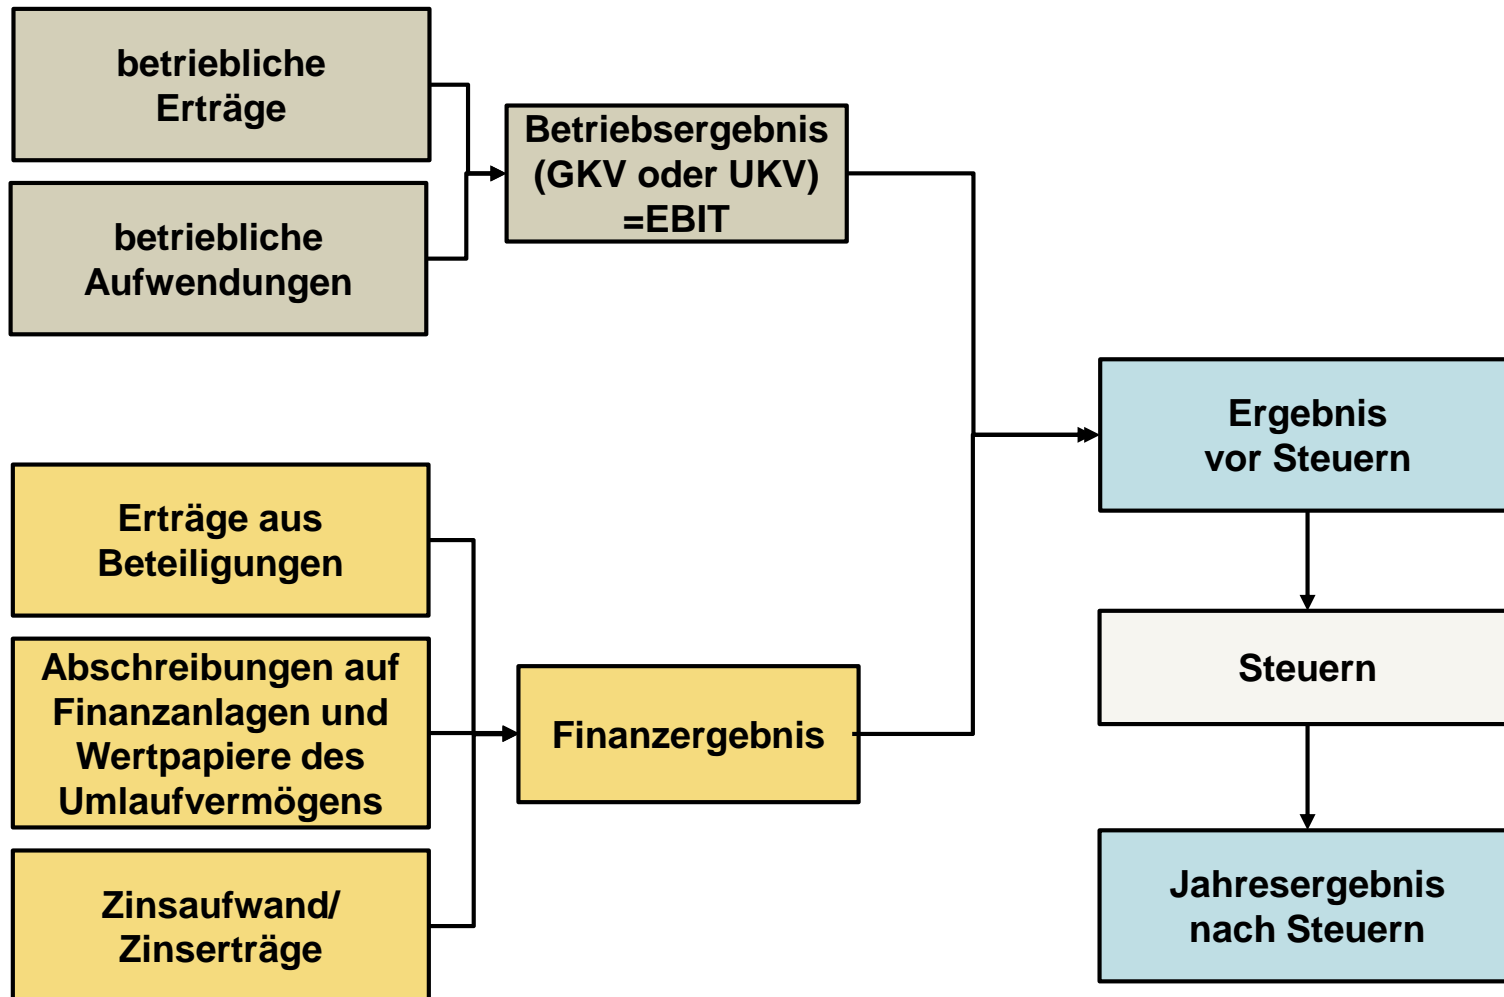 betriebliche
Erträge
betriebliche
Aufwendungen
Betriebsergebnis
(GKV oder UKV)
=EBIT
Erträge aus
Beteiligungen
Abschreibungen auf
Finanzanlagen und
Wertpapiere des
Umlaufvermögens
Zinsaufwand/
Zinserträge
Finanzergebnis
Ergebnis
vor Steuern
Steuern
Jahresergebnis
nach Steuern